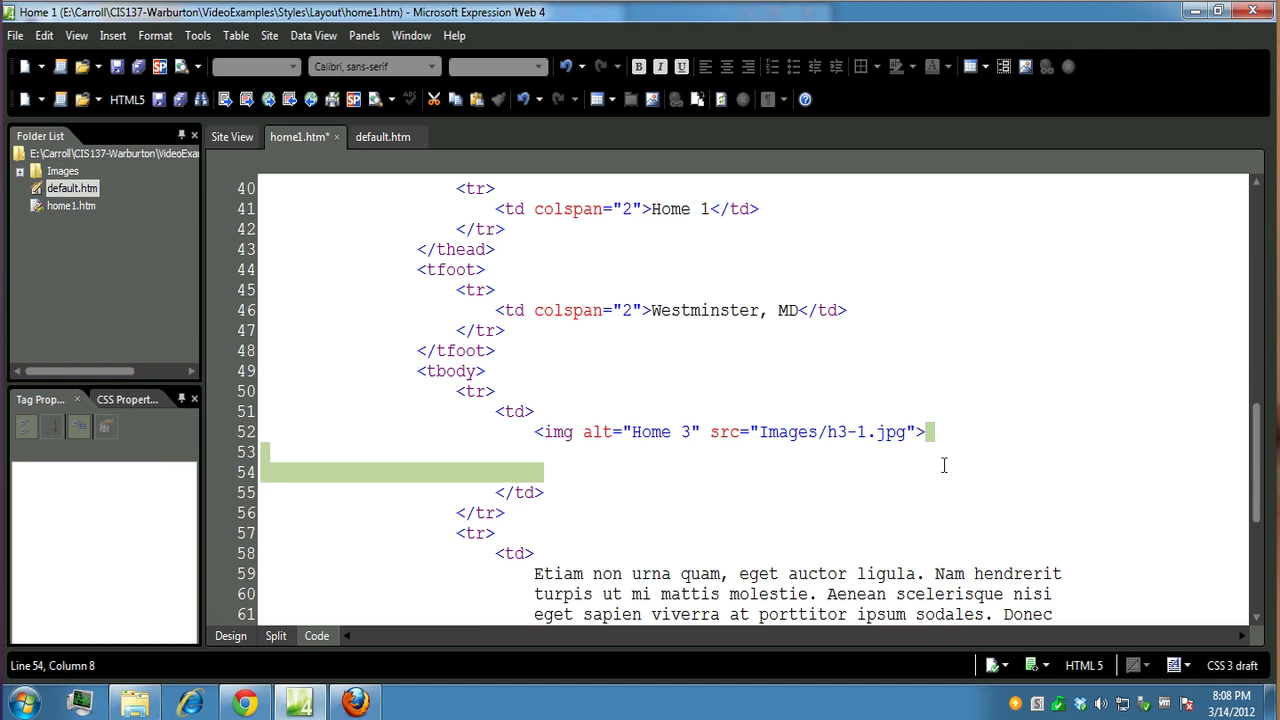 Home 1 (E:\Carroll\CIS137-Warburton\VideoExamples\Styles\Layout\home1.htm) - Microsoft Expression Web 4
File Edit View Insert Format Tools Table Site Data View Panels Window Help
Calibri, sans-serif
HTML5
Folder List
Site View home1.htm* default.htm
E:\Carroll\CIS137-Warburton\VideoExa
Images
default.htm
home1.htm
Tag Prop... CSS Propert...
40 <tr>
41 <td colspan="2">Home 1</td>
42 </tr>
43 </thead>
44 <tfoot>
45 <tr>
46 <td colspan="2">Westminster, MD</td>
47 </tr>
48 </tfoot>
49 <tbody>
50 <tr>
51 <td>
52 <img alt="Home 3" src="Images/h3-1.jpg">
53
54
55 </td>
56 </tr>
57 <tr>
58 <td>
59 Etiam non urna quam, eget auctor ligula. Nam hendrerit
60 turpis ut mi mattis molestie. Aenean scelerisque nisi
61 eget sapien viverra at porttitor ipsum sodales. Donec
Design Split Code
Line 54, Column 8
HTML 5 CSS 3 draft
8:08 PM
3/14/2012